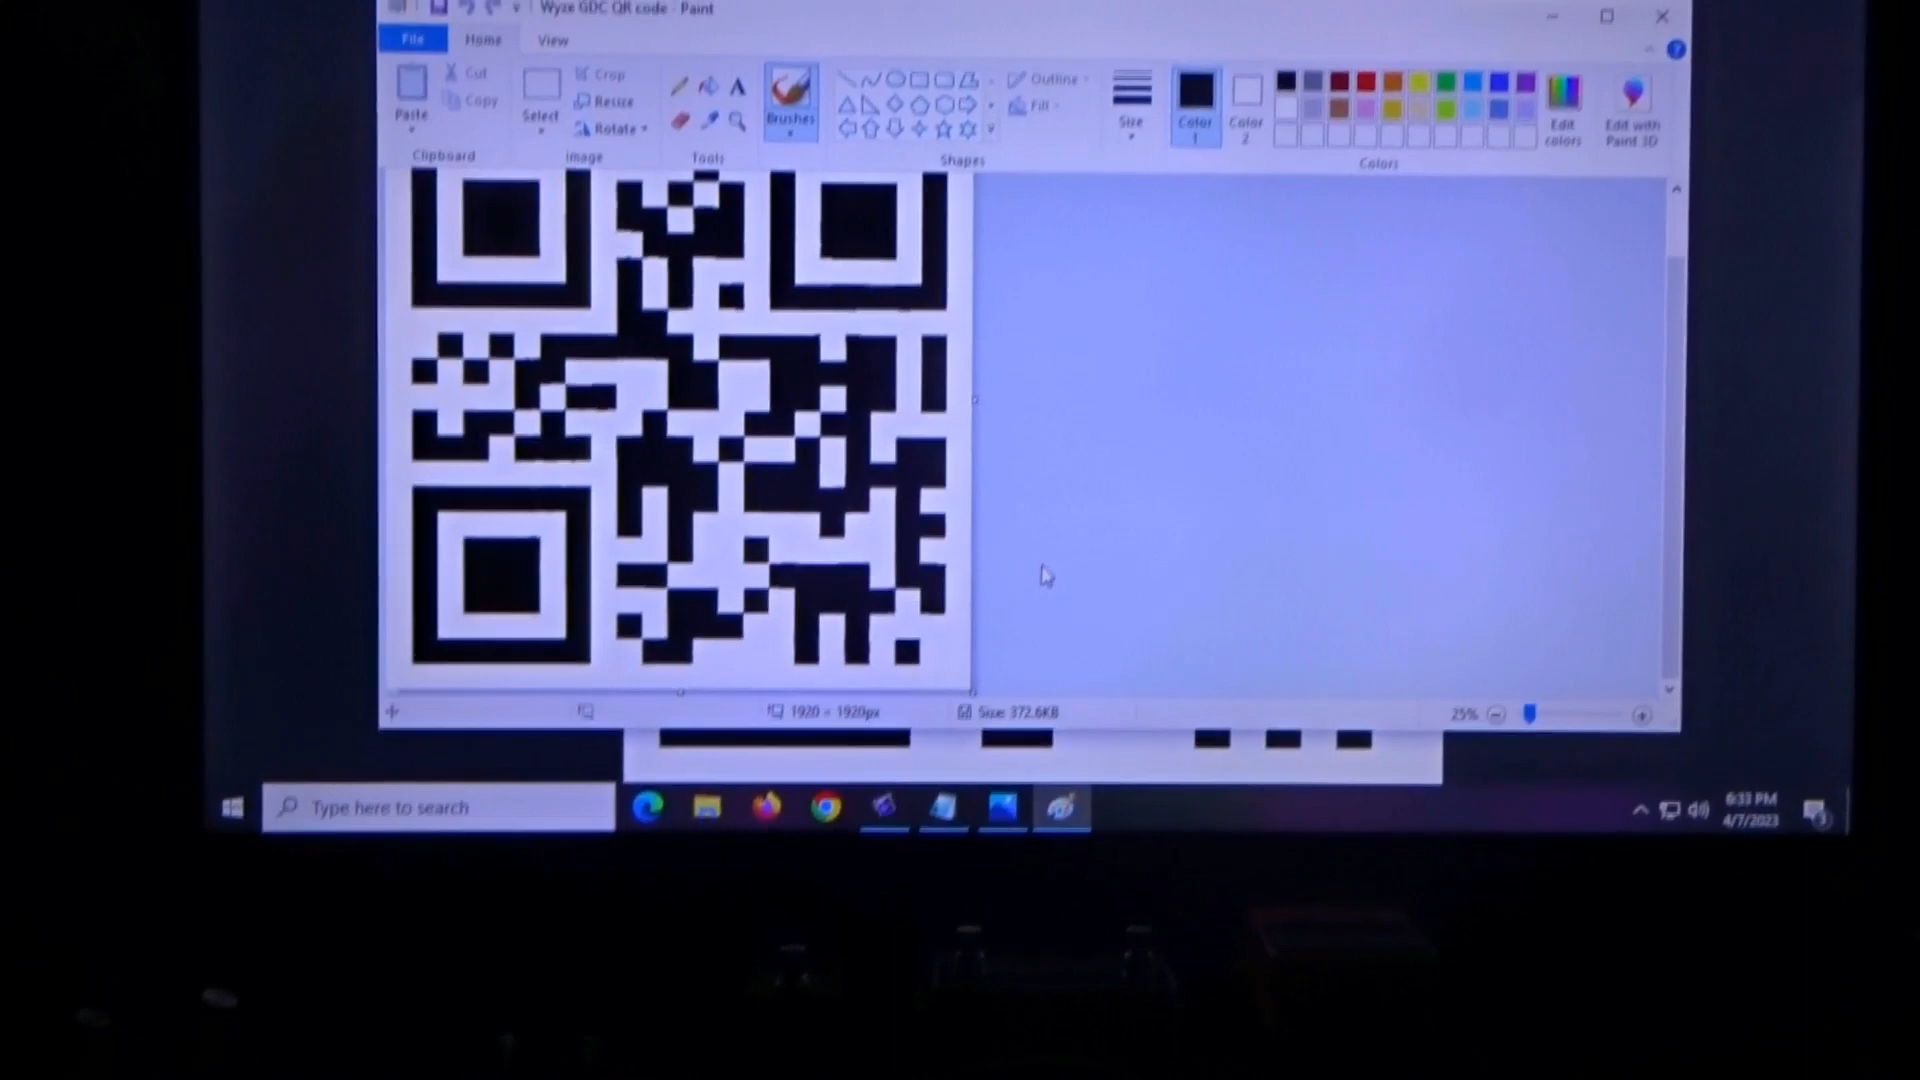 Wyze GDC QR code - Paint
File Home View
Paste Cut Copy Clipboard
Select Crop Resize Rotate Image
Tools
Brushes
Shapes
Outline
Fill
Size
Color 1
Color 2
Colors
Edit colors
Edit with Paint 3D
1920 × 1920px
Size: 372.6KB
25%
Type here to search
6:33 PM
4/7/2023
3